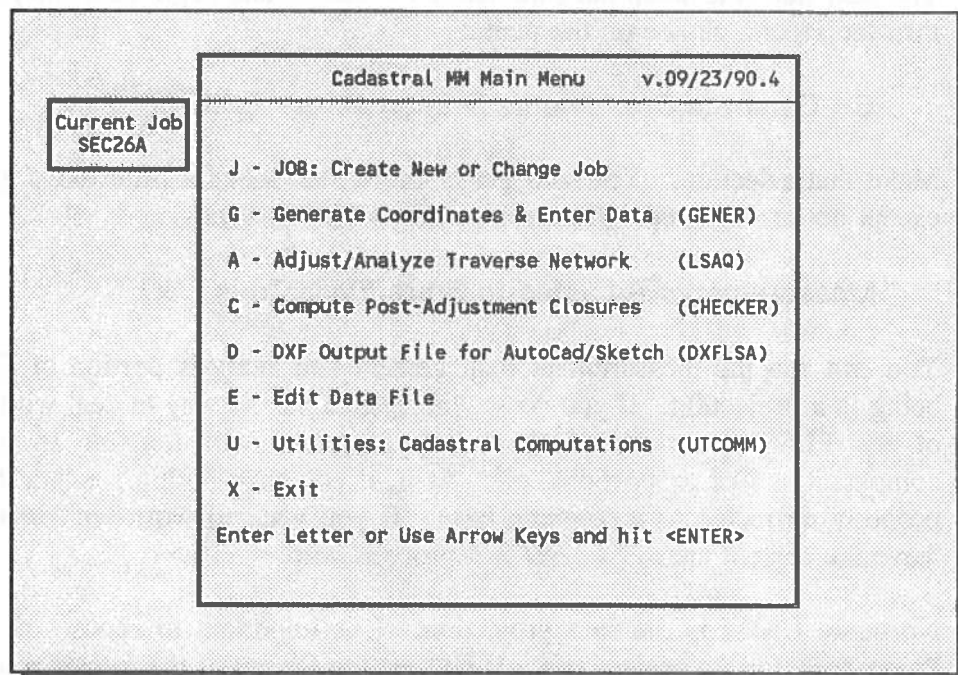 Cadastral MM Main Menu v.09/23/90.4
Current Job
SEC26A
J - JOB: Create New or Change Job
G - Generate Coordinates & Enter Data (GENER)
A - Adjust/Analyze Traverse Network (LSAQ)
C - Compute Post-Adjustment Closures (CHECKER)
D - DXF Output File for AutoCad/Sketch (DXFLSA)
E - Edit Data File
U - Utilities: Cadastral Computations (UTCOMM)
X - Exit
Enter Letter or Use Arrow Keys and hit <ENTER>